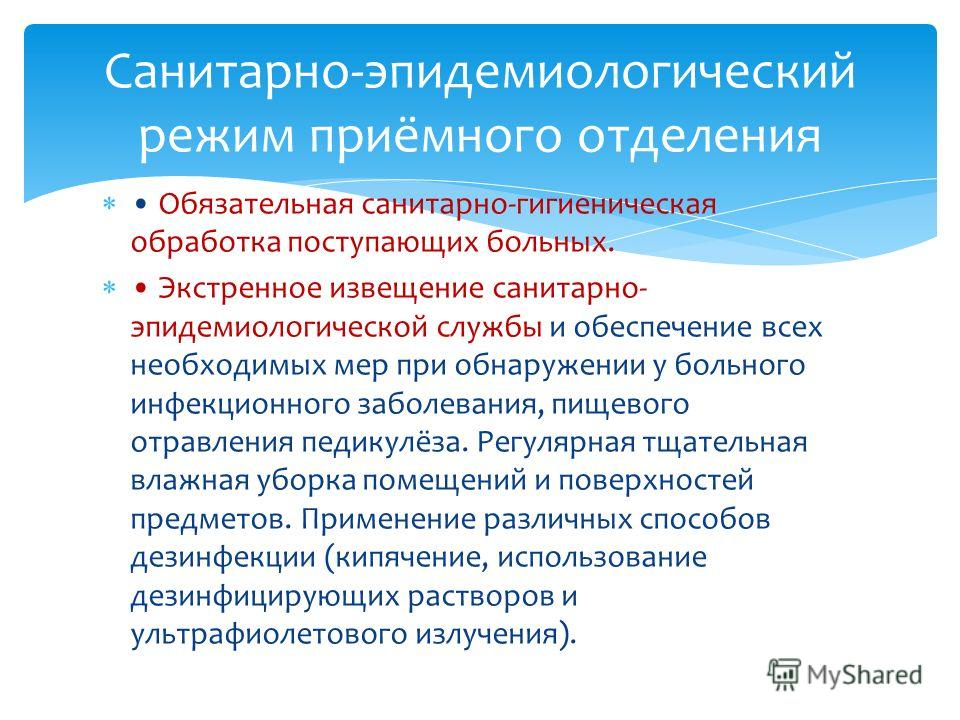 Санитарно-эпидемиологический
режим приёмного отделения
• Обязательная санитарно-гигиеническая
обработка поступающих больных.
• Экстренное извещение санитарно-
эпидемиологической службы и обеспечение всех
необходимых мер при обнаружении у больного
инфекционного заболевания, пищевого
отравления педикулёза. Регулярная тщательная
влажная уборка помещений и поверхностей
предметов. Применение различных способов
дезинфекции (кипячение, использование
дезинфицирующих растворов и
ультрафиолетового излучения).
MyShared